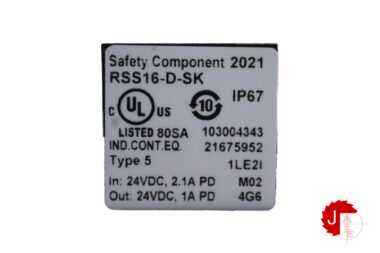 Safety Component 2021
RSS16-D-SK
C UL US 10 IP67
LISTED 80SA 103004343
IND.CONT.EQ. 21675952
Type 5 1LE2I
In: 24VDC, 2.1A PD M02
Out: 24VDC, 1A PD 4G6